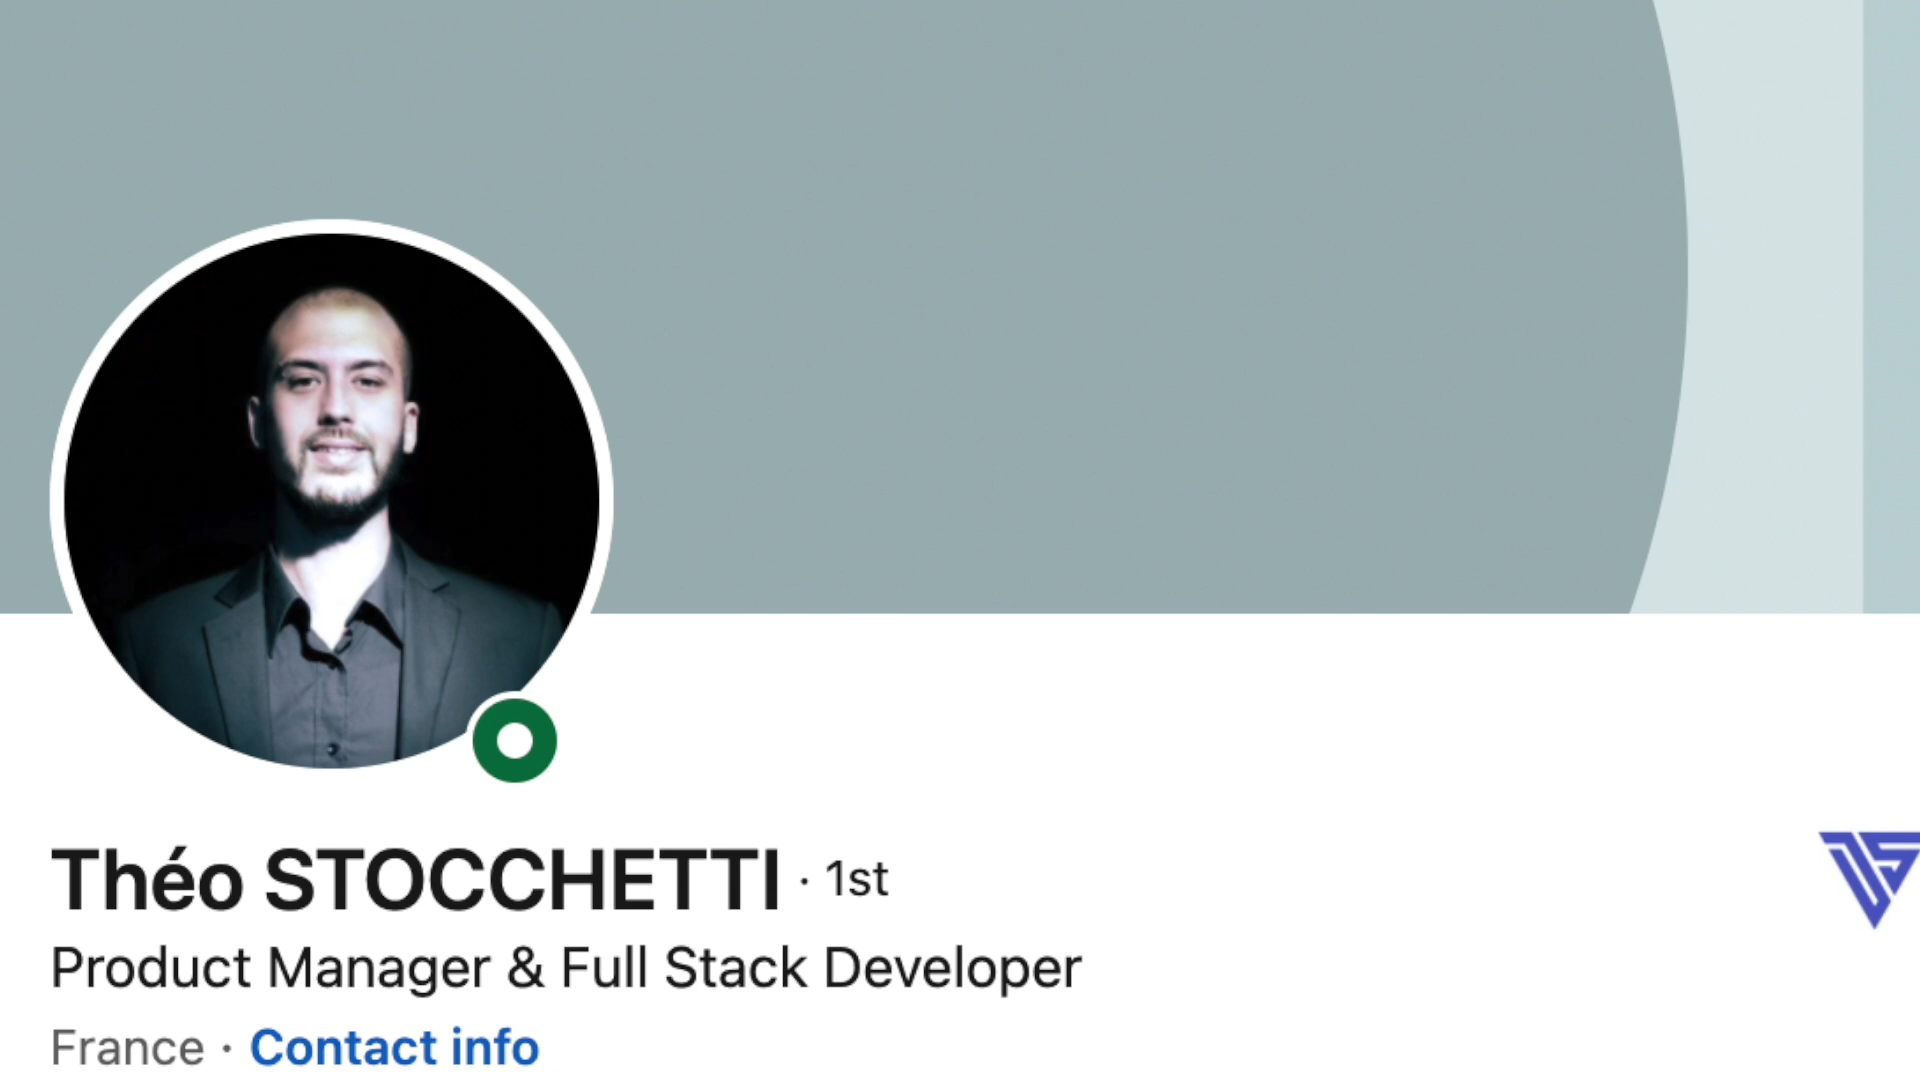 Théo STOCCHETTI · 1st
Product Manager & Full Stack Developer
France · Contact info